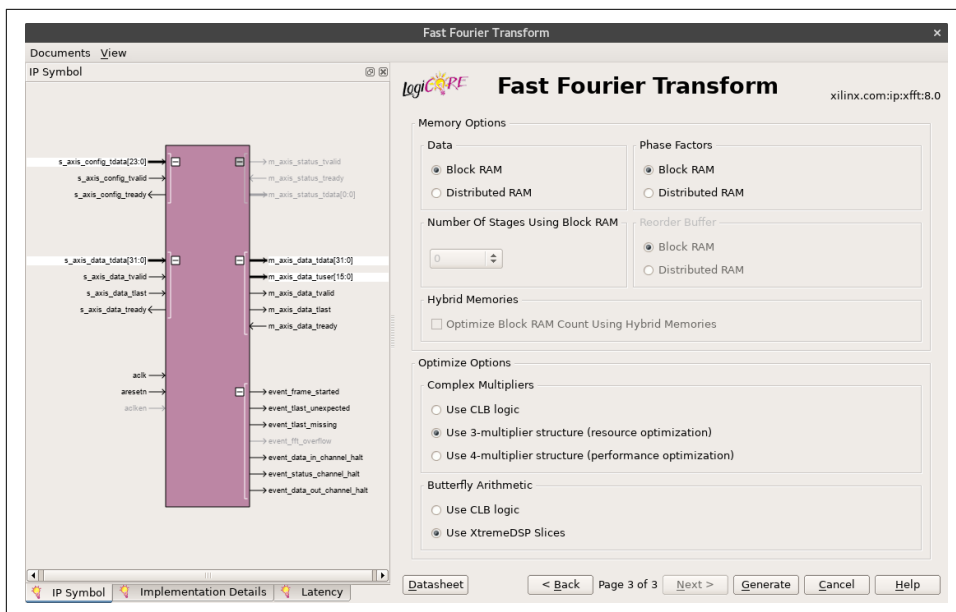 Fast Fourier Transform
Documents View
IP Symbol
s_axis_config_tdata[23:0]
s_axis_config_tvalid
s_axis_config_tready
s_axis_data_tdata[31:0]
s_axis_data_tvalid
s_axis_data_tlast
s_axis_data_tready
aclk
aresetn
aclken
m_axis_status_tvalid
m_axis_status_tready
m_axis_status_tdata[0:0]
m_axis_data_tdata[31:0]
m_axis_data_tuser[15:0]
m_axis_data_tvalid
m_axis_data_tlast
m_axis_data_tready
event_frame_started
event_tlast_unexpected
event_tlast_missing
event_fft_overflow
event_data_in_channel_halt
event_status_channel_halt
event_data_out_channel_halt
IP Symbol
Implementation Details
Latency
LogiCORE
Fast Fourier Transform
xilinx.com:ip:xfft:8.0
Memory Options
Data
Block RAM
Distributed RAM
Phase Factors
Block RAM
Distributed RAM
Number Of Stages Using Block RAM
0
Reorder Buffer
Block RAM
Distributed RAM
Hybrid Memories
Optimize Block RAM Count Using Hybrid Memories
Optimize Options
Complex Multipliers
Use CLB logic
Use 3-multiplier structure (resource optimization)
Use 4-multiplier structure (performance optimization)
Butterfly Arithmetic
Use CLB logic
Use XtremeDSP Slices
Datasheet
< Back
Page 3 of 3
Next >
Generate
Cancel
Help